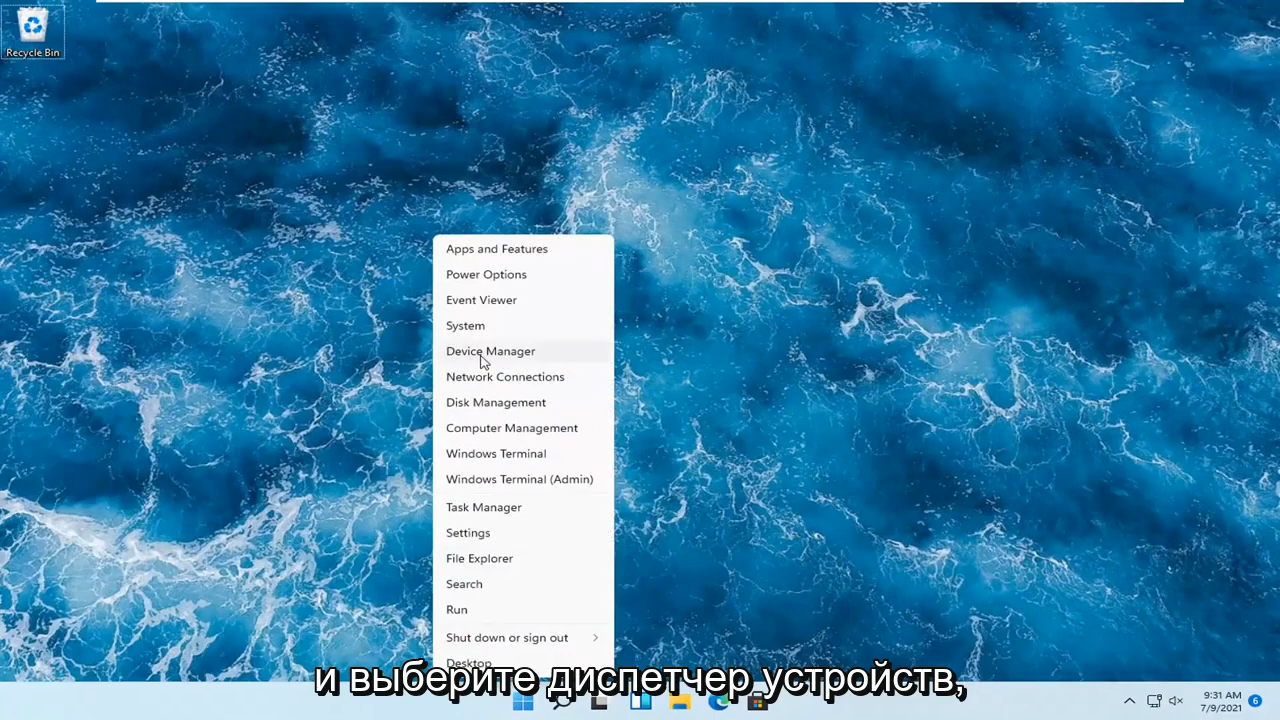 Recycle Bin
Apps and Features
Power Options
Event Viewer
System
Device Manager
Network Connections
Disk Management
Computer Management
Windows Terminal
Windows Terminal (Admin)
Task Manager
Settings
File Explorer
Search
Run
Shut down or sign out
Desktop
и выберите диспетчер устройств,
9:31 AM
7/9/2021
6